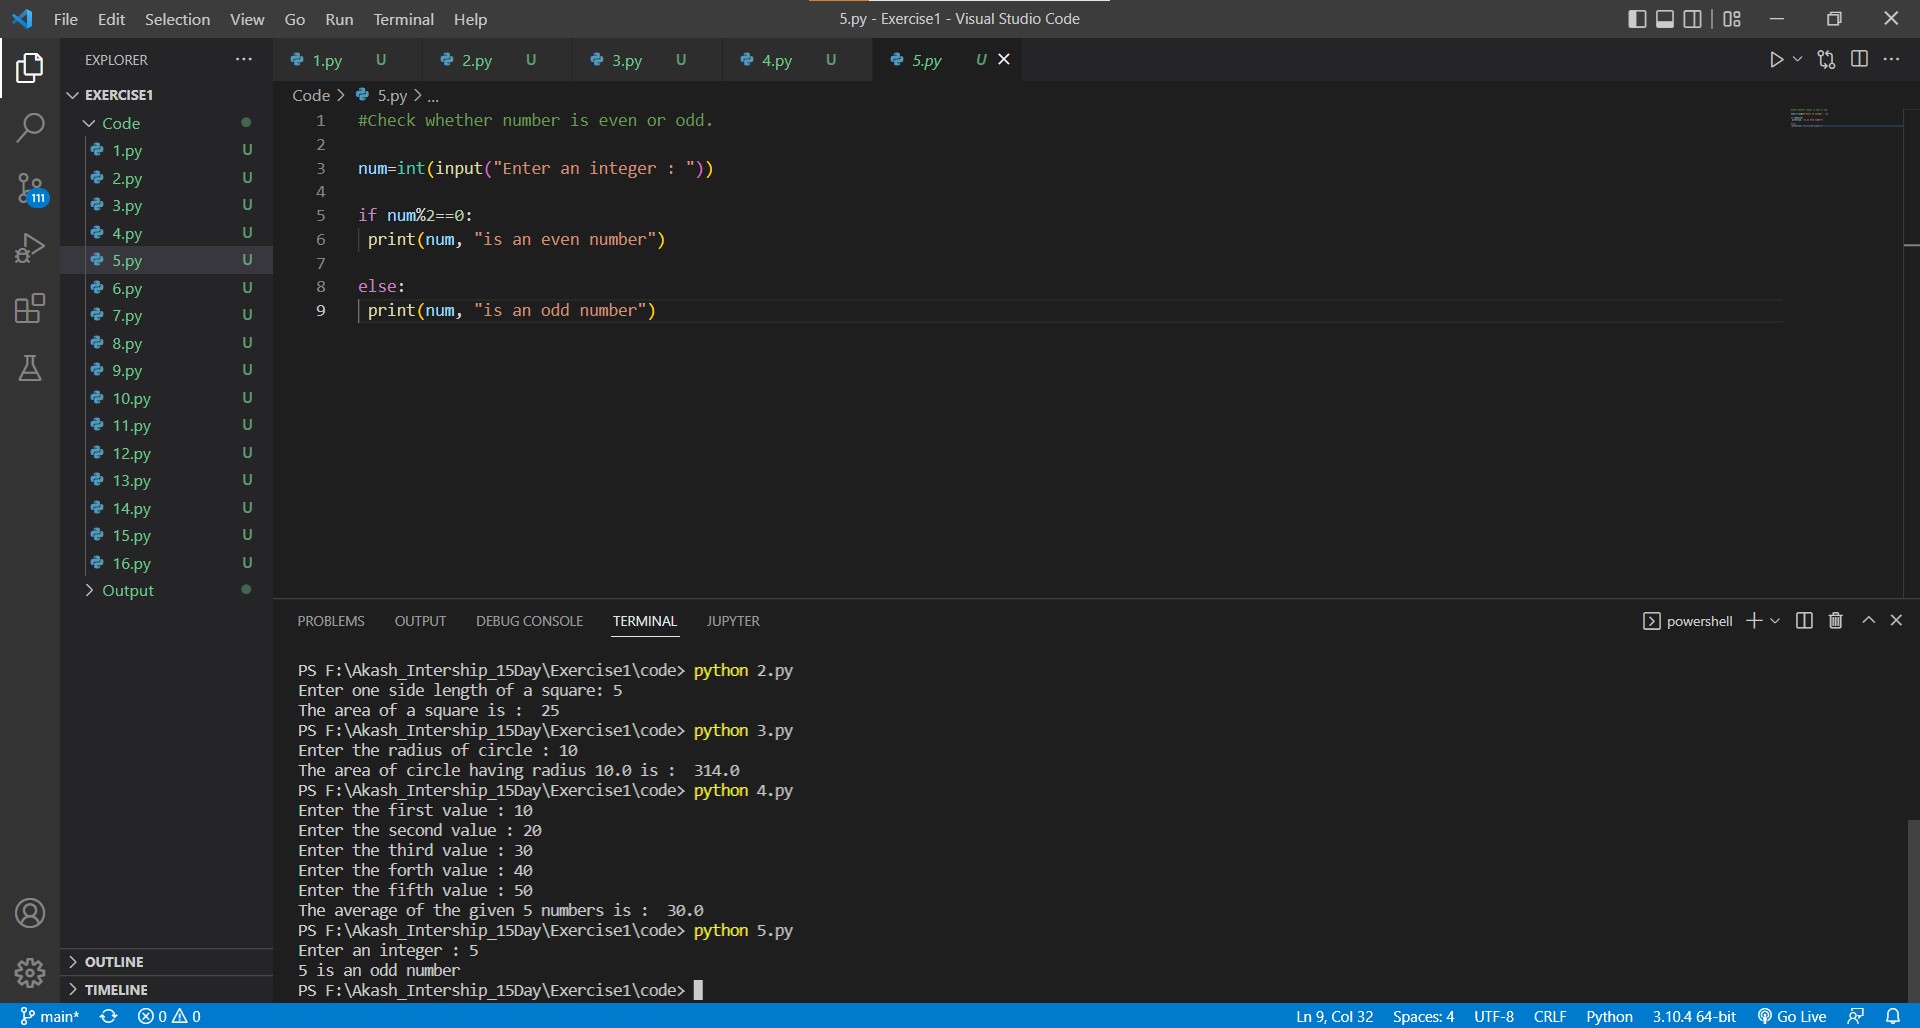 File Edit Selection View Go Run Terminal Help
5.py - Exercise1 - Visual Studio Code
EXPLORER
1.py U
2.py U
3.py U
4.py U
5.py U
EXERCISE1
Code
1.py U
2.py U
3.py U
4.py U
5.py U
6.py U
7.py U
8.py U
9.py U
10.py U
11.py U
12.py U
13.py U
14.py U
15.py U
16.py U
Output
111
Code > 5.py > ...
1 #Check whether number is even or odd.
2
3 num=int(input("Enter an integer : "))
4
5 if num%2==0:
6 print(num, "is an even number")
7
8 else:
9 print(num, "is an odd number")
PROBLEMS OUTPUT DEBUG CONSOLE TERMINAL JUPYTER
powershell
PS F:\Akash_Intership_15Day\Exercise1\code> python 2.py
Enter one side length of a square: 5
The area of a square is :  25
PS F:\Akash_Intership_15Day\Exercise1\code> python 3.py
Enter the radius of circle : 10
The area of circle having radius 10.0 is :  314.0
PS F:\Akash_Intership_15Day\Exercise1\code> python 4.py
Enter the first value : 10
Enter the second value : 20
Enter the third value : 30
Enter the forth value : 40
Enter the fifth value : 50
The average of the given 5 numbers is :  30.0
PS F:\Akash_Intership_15Day\Exercise1\code> python 5.py
Enter an integer : 5
5 is an odd number
PS F:\Akash_Intership_15Day\Exercise1\code>
OUTLINE
TIMELINE
main* 0 0
Ln 9, Col 32 Spaces: 4 UTF-8 CRLF Python 3.10.4 64-bit Go Live